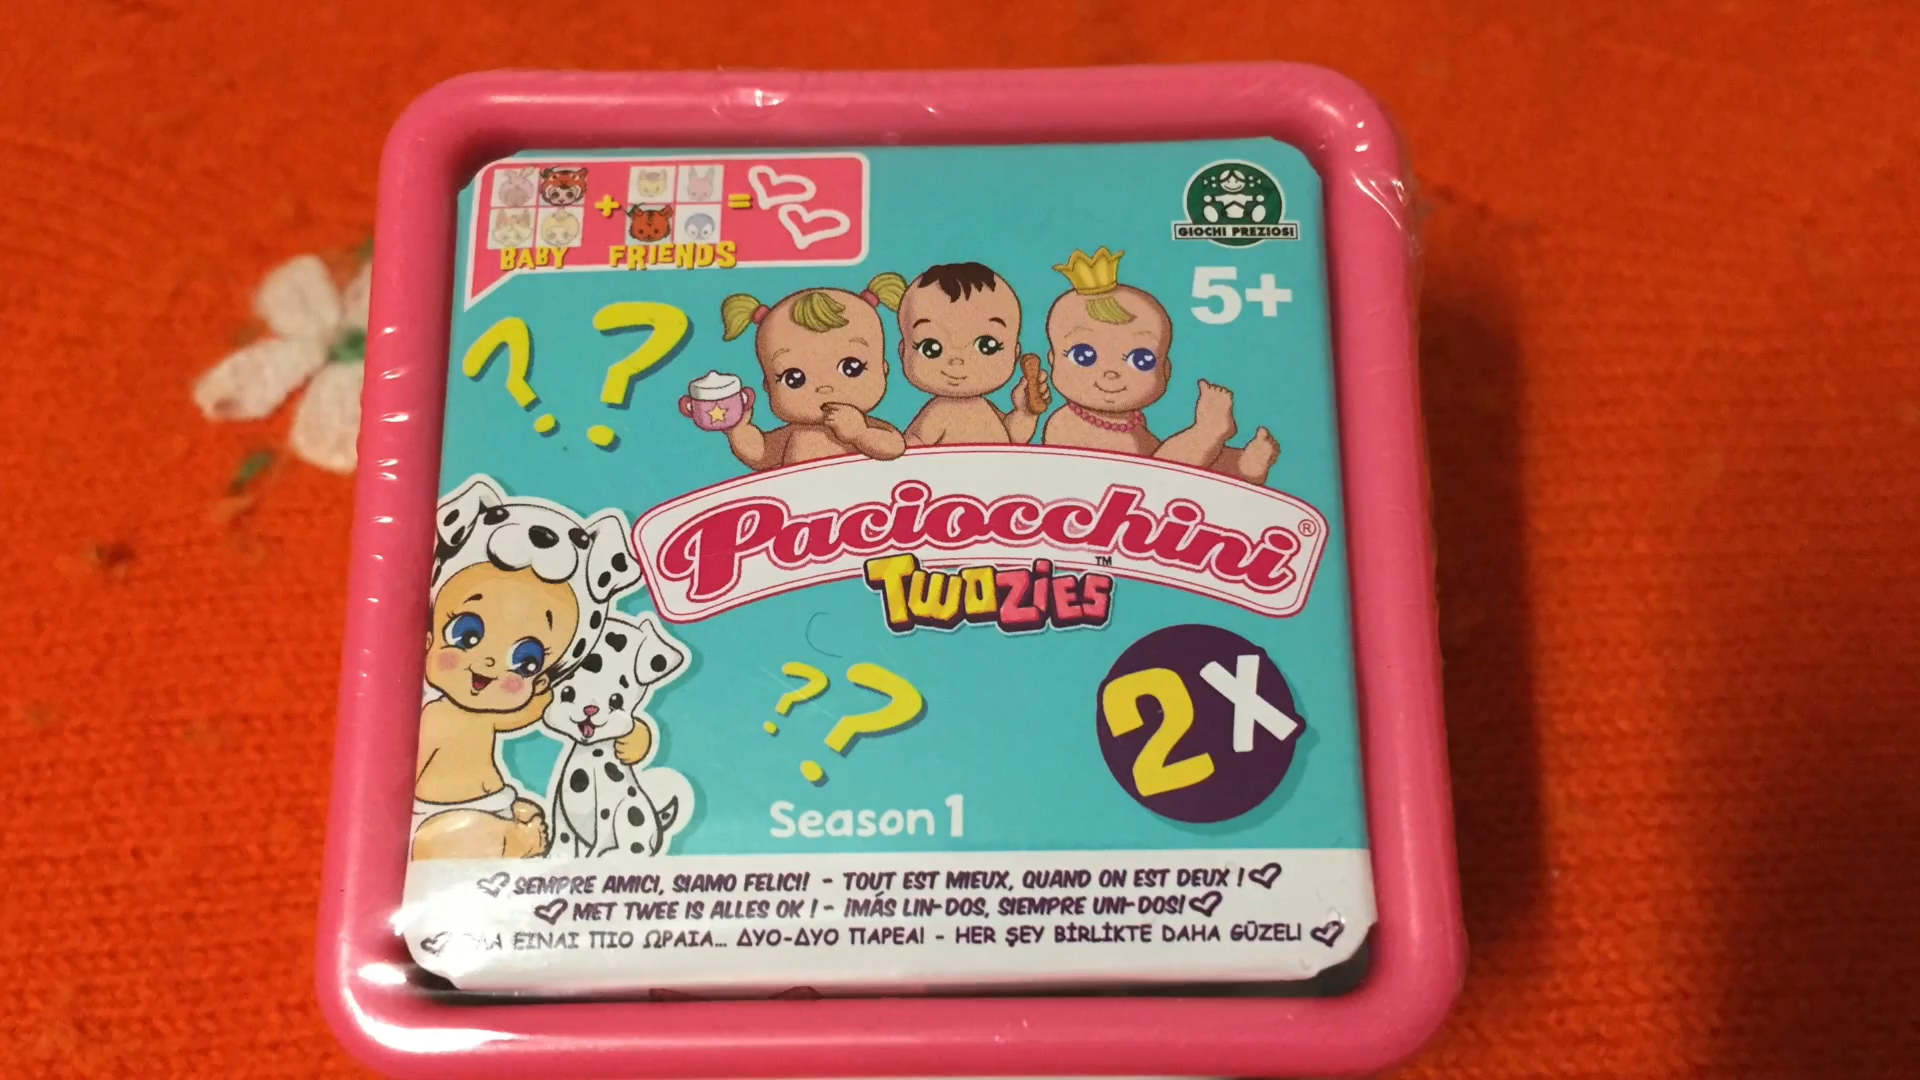 BABY + FRIENDS =
GIOCHI PREZIOSI
5+
? ?
Paciocchini®
TWOZIES™
? ?
2X
Season 1
SEMPRE AMICI, SIAMO FELICI! - TOUT EST MIEUX, QUAND ON EST DEUX !
MET TWEE IS ALLES OK ! - ¡MÁS LIN-DOS, SIEMPRE UNI-DOS!
ΕΙΝΑΙ ΠΙΟ ΩΡΑΙΑ... ΔΥΟ-ΔΥΟ ΠΑΡΕΑ! - HER ŞEY BİRLİKTE DAHA GÜZEL!